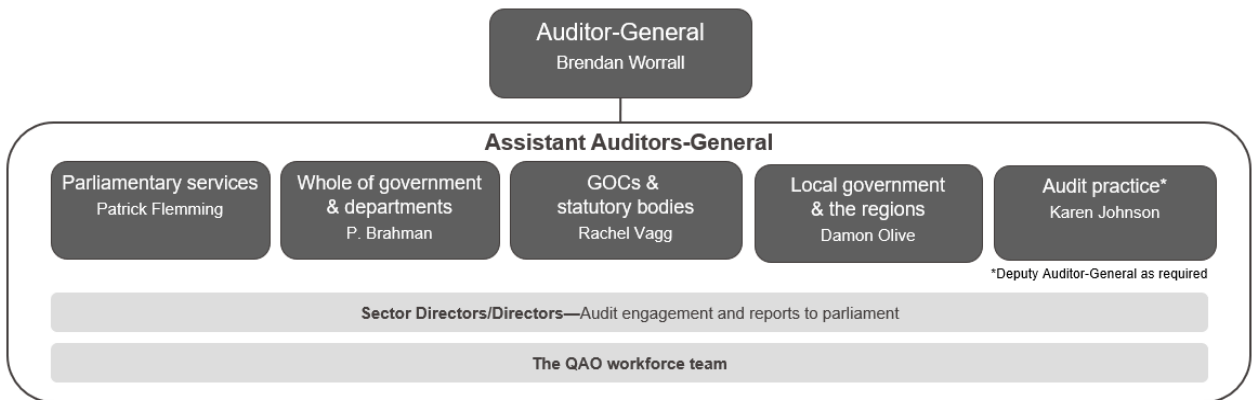 Auditor-General
Brendan Worrall
Assistant Auditors-General
Parliamentary services
Patrick Flemming
Whole of government
& departments
P. Brahman
GOCs &
statutory bodies
Rachel Vagg
Local government
& the regions
Damon Olive
Audit practice*
Karen Johnson
*Deputy Auditor-General as required
Sector Directors/Directors—Audit engagement and reports to parliament
The QAO workforce team